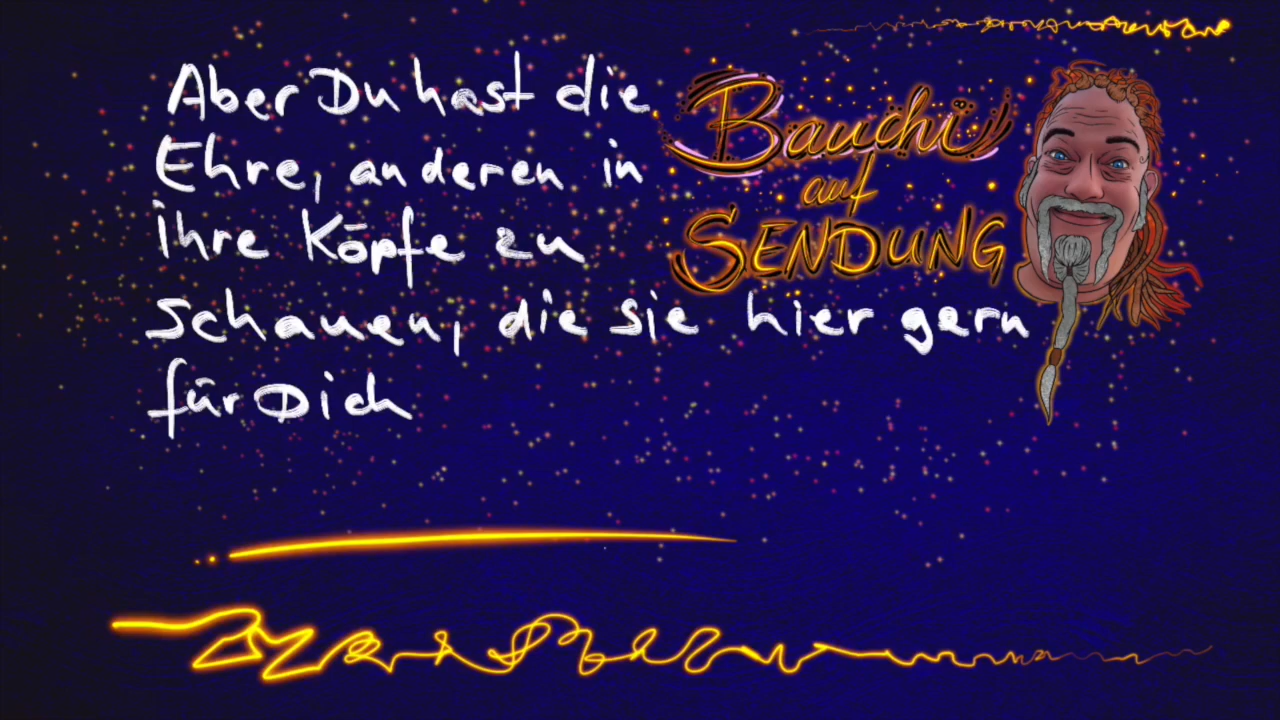 Aber Du hast die
Ehre, anderen in
ihre Köpfe zu
schauen, die sie hier gern
für Dich
Bauchi
auf
SENDUNG